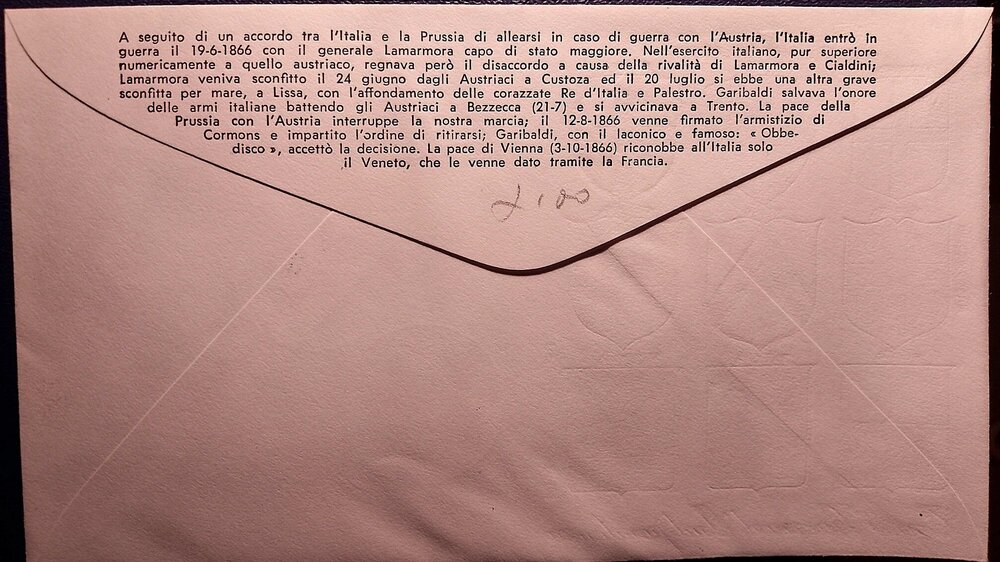 A seguito di un accordo tra l'Italia e la Prussia di allearsi in caso di guerra con l'Austria, l'Italia entrò in
guerra il 19-6-1866 con il generale Lamarmora capo di stato maggiore. Nell'esercito italiano, pur superiore
numericamente a quello austriaco, regnava però il disaccordo a causa della rivalità di Lamarmora e Cialdini;
Lamarmora veniva sconfitto il 24 giugno dagli Austriaci a Custoza ed il 20 luglio si ebbe una altra grave
sconfitta per mare, a Lissa, con l'affondamento delle corazzate Re d'Italia e Palestro. Garibaldi salvava l'onore
delle armi italiane battendo gli Austriaci a Bezzecca (21-7) e si avvicinava a Trento. La pace della
Prussia con l'Austria interruppe la nostra marcia; il 12-8-1866 venne firmato l'armistizio di
Cormons e impartito l'ordine di ritirarsi; Garibaldi, con il laconico e famoso: « Obbe-
disco », accettò la decisione. La pace di Vienna (3-10-1866) riconobbe all'Italia solo
il Veneto, che le venne dato tramite la Francia.